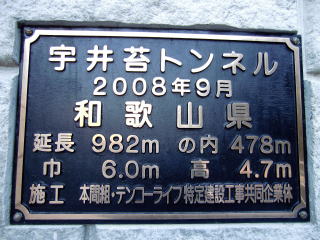 宇井苔トンネル
2008年9月
和歌山県
延長 982m の内 478m
巾 6.0m 高 4.7m
施工 本間組・テンコーライフ特定建設工事共同企業体